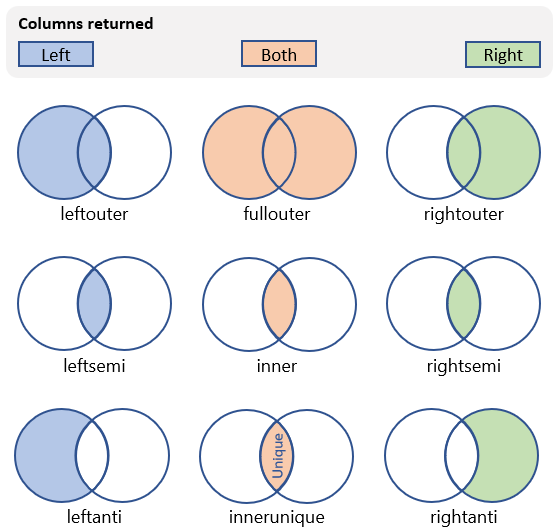 Columns returned
Left
Both
Right
leftouter
fullouter
rightouter
leftsemi
inner
rightsemi
Unique
leftanti
innerunique
rightanti